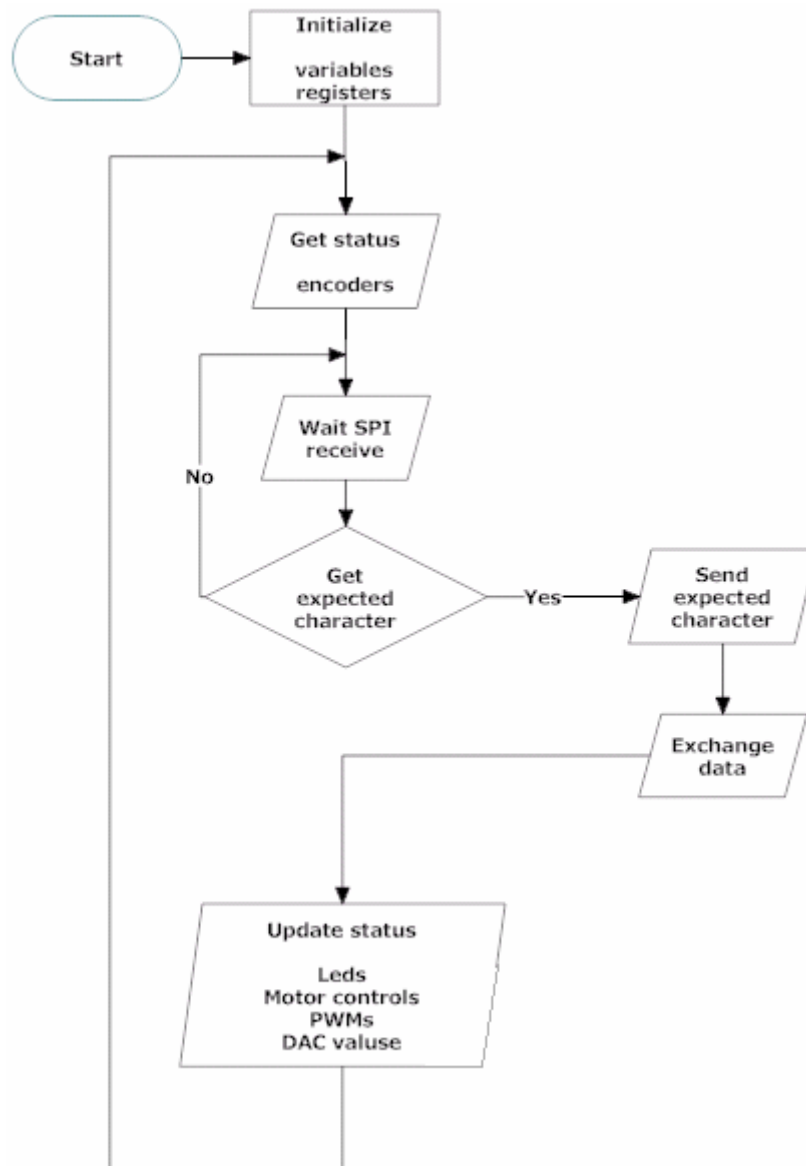 Start
Initialize
variables
registers
Get status
encoders
Wait SPI
receive
No
Get
expected
character
Yes
Send
expected
character
Exchange
data
Update status
Leds
Motor controls
PWMs
DAC valuse